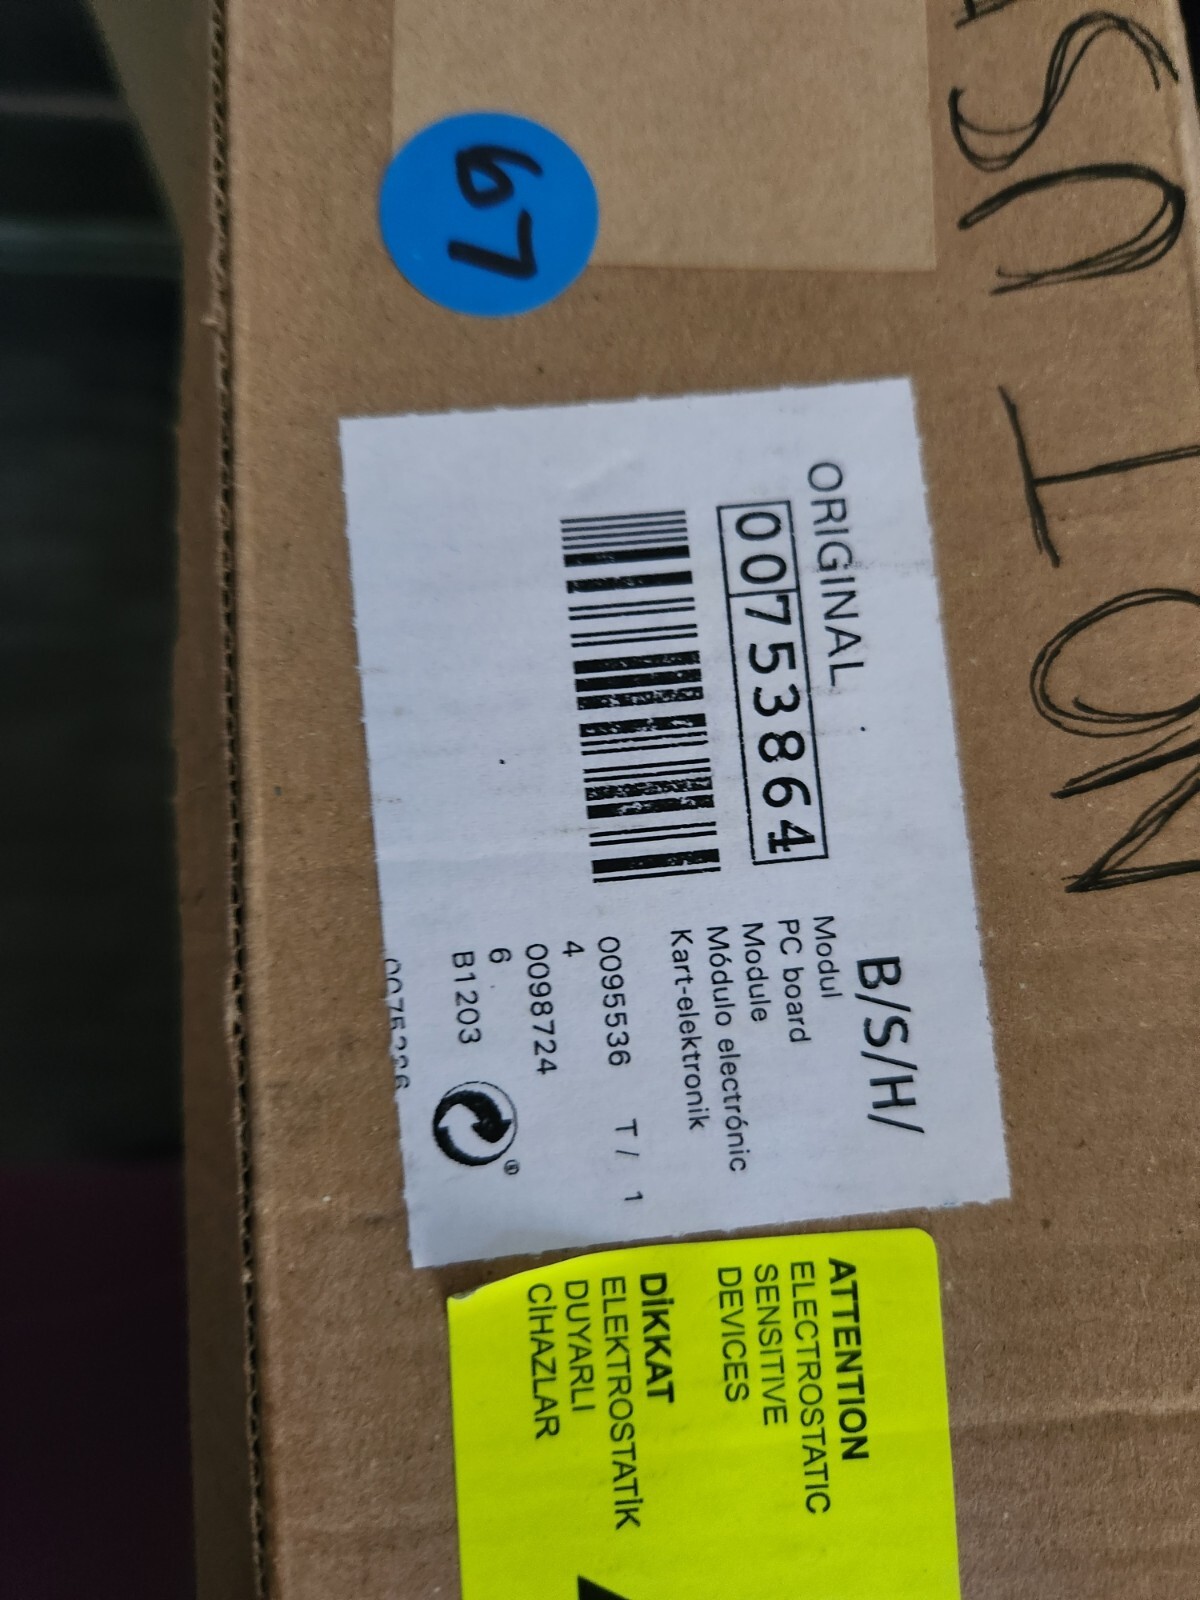 67
ORIGINAL
00753864
B/S/H/
Modul
PC board
Module
Módulo electrónic
Kart-elektronik
0095536 T / 1
4
0098724
6
B1203
ATTENTION
ELECTROSTATIC
SENSITIVE
DEVICES
DİKKAT
ELEKTROSTATİK
DUYARLI
CİHAZLAR